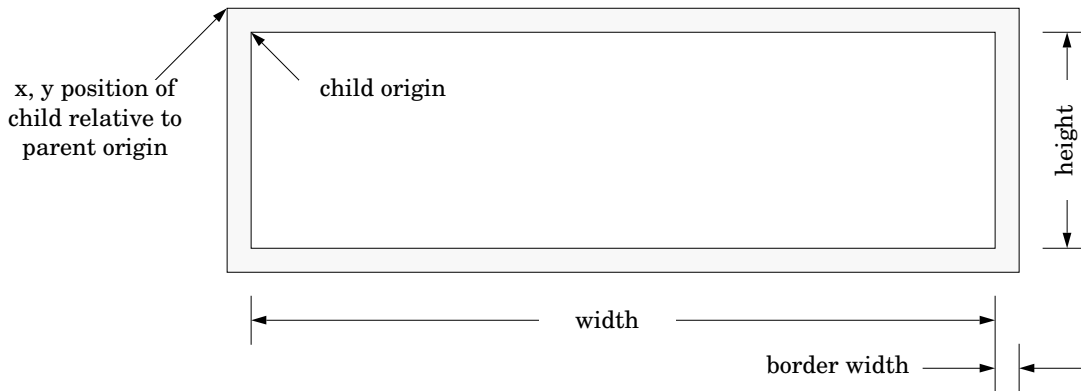 x, y position of
child relative to
parent origin
child origin
height
width
border width